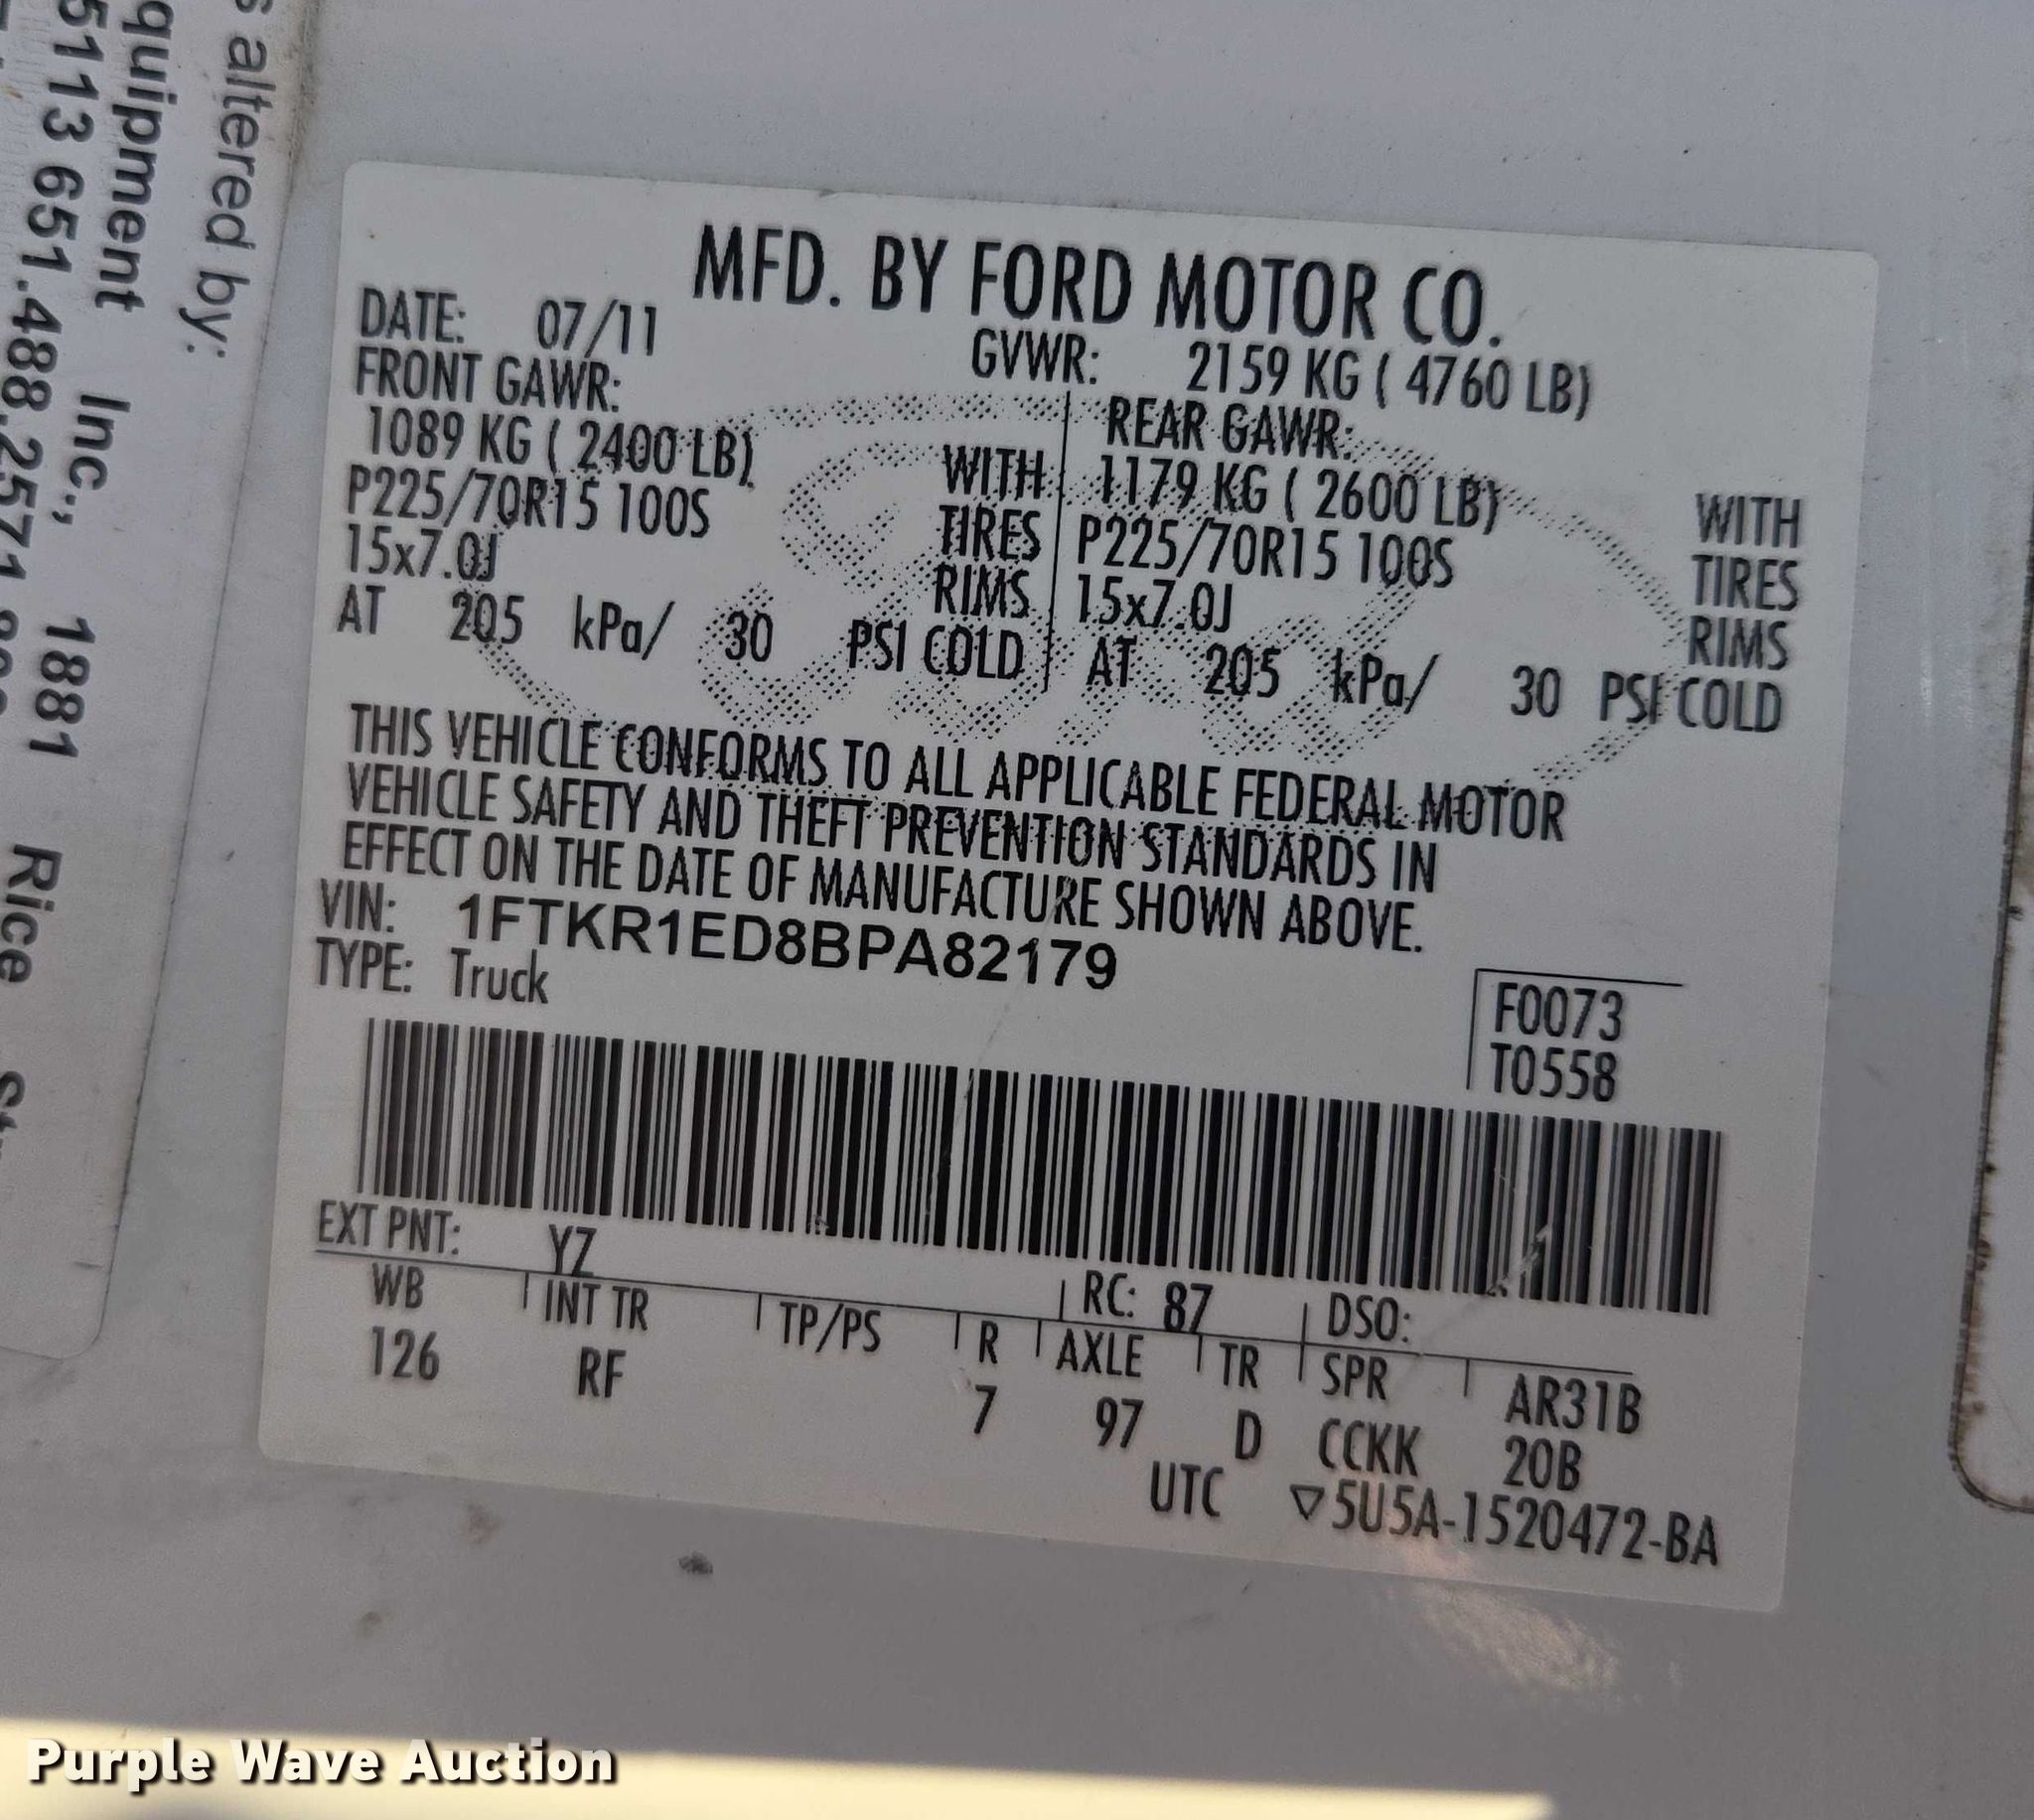 s altered by:
quipment Inc., 1881 Rice
5113 651.488.2571
MFD. BY FORD MOTOR CO.
DATE: 07/11
GVWR: 2159 KG ( 4760 LB)
FRONT GAWR:
1089 KG ( 2400 LB) WITH
P225/70R15 100S TIRES
15x7.0J RIMS
AT 205 kPa/ 30 PSI COLD
REAR GAWR:
1179 KG ( 2600 LB) WITH
P225/70R15 100S TIRES
15x7.0J RIMS
AT 205 kPa/ 30 PSI COLD
THIS VEHICLE CONFORMS TO ALL APPLICABLE FEDERAL MOTOR
VEHICLE SAFETY AND THEFT PREVENTION STANDARDS IN
EFFECT ON THE DATE OF MANUFACTURE SHOWN ABOVE.
VIN: 1FTKR1ED8BPA82179
TYPE: Truck
F0073
T0558
EXT PNT: YZ RC: 87 DSO:
WB INT TR TP/PS R AXLE TR SPR AR31B
126 RF 7 97 D CCKK 20B
UTC ▽5U5A-1520472-BA
Purple Wave Auction